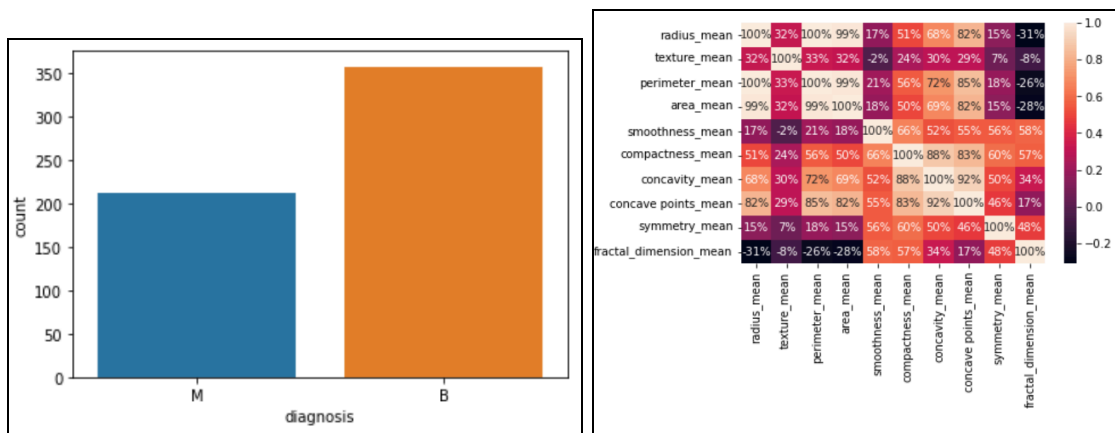 350
300
250
200
150
100
50
0
count
M B
diagnosis
radius_mean 100% 32% 100% 99% 17% 51% 68% 82% 15% -31%
texture_mean 32% 100% 33% 32% -2% 24% 30% 29% 7% -8%
perimeter_mean 100% 33% 100% 99% 21% 56% 72% 85% 18% -26%
area_mean 99% 32% 99% 100% 18% 50% 69% 82% 15% -28%
smoothness_mean 17% -2% 21% 18% 100% 66% 52% 55% 56% 58%
compactness_mean 51% 24% 56% 50% 66% 100% 88% 83% 60% 57%
concavity_mean 68% 30% 72% 69% 52% 88% 100% 92% 50% 34%
concave points_mean 82% 29% 85% 82% 55% 83% 92% 100% 46% 17%
symmetry_mean 15% 7% 18% 15% 56% 60% 50% 46% 100% 48%
fractal_dimension_mean -31% -8% -26% -28% 58% 57% 34% 17% 48% 100%
radius_mean
texture_mean
perimeter_mean
area_mean
smoothness_mean
compactness_mean
concavity_mean
concave points_mean
symmetry_mean
fractal_dimension_mean
1.0
0.8
0.6
0.4
0.2
0.0
−0.2